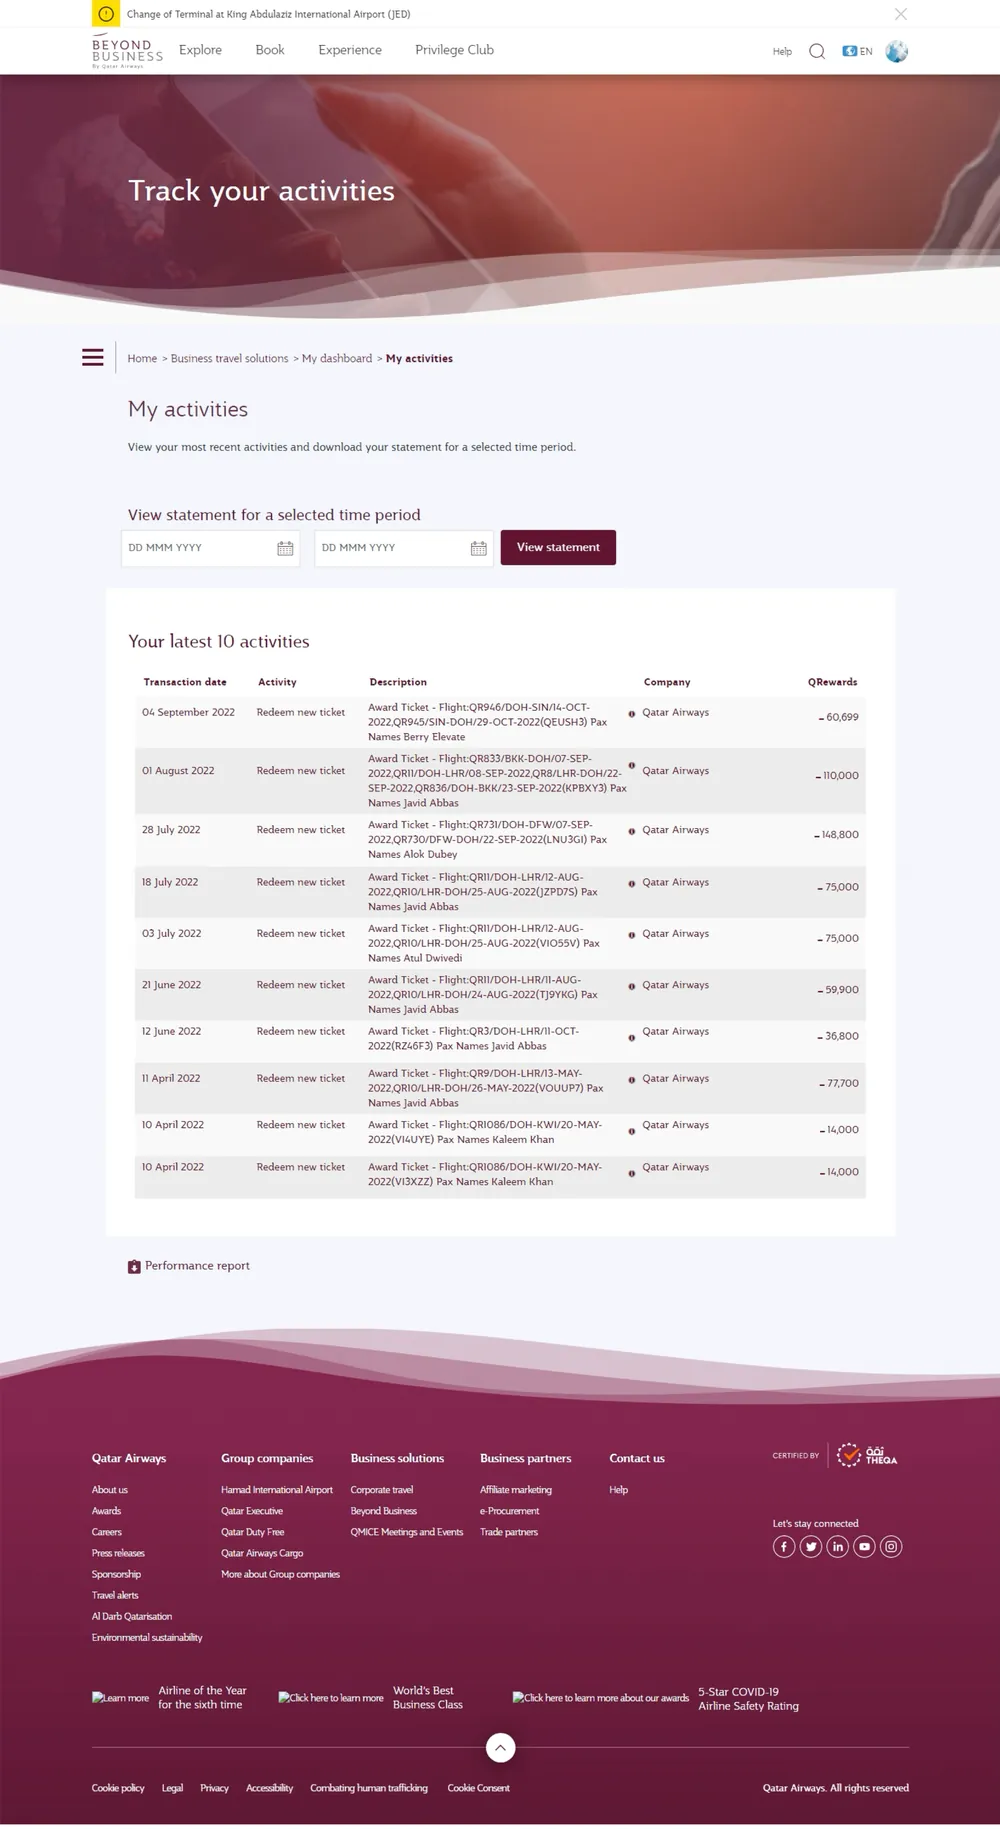 Change of Terminal at King Abdulaziz International Airport (JED)
BEYOND
BUSINESS
By Qatar Airways
Explore Book Experience Privilege Club
Help EN
Track your activities
Home > Business travel solutions > My dashboard > My activities
My activities
View your most recent activities and download your statement for a selected time period.
View statement for a selected time period
DD MMM YYYY DD MMM YYYY View statement
Your latest 10 activities
Transaction date Activity Description Company QRewards
04 September 2022 Redeem new ticket Award Ticket - Flight:QR946/DOH-SIN/14-OCT-
2022,QR945/SIN-DOH/29-OCT-2022(QEUSH3) Pax
Names Berry Elevate Qatar Airways - 60,699
01 August 2022 Redeem new ticket Award Ticket - Flight:QR833/BKK-DOH/07-SEP-
2022,QR11/DOH-LHR/08-SEP-2022,QR8/LHR-DOH/22-
SEP-2022,QR836/DOH-BKK/23-SEP-2022(KPBXY3) Pax
Names Javid Abbas Qatar Airways - 110,000
28 July 2022 Redeem new ticket Award Ticket - Flight:QR731/DOH-DFW/07-SEP-
2022,QR730/DFW-DOH/22-SEP-2022(LNU3GI) Pax
Names Alok Dubey Qatar Airways - 148,800
18 July 2022 Redeem new ticket Award Ticket - Flight:QR11/DOH-LHR/12-AUG-
2022,QR10/LHR-DOH/25-AUG-2022(JZPD7S) Pax
Names Javid Abbas Qatar Airways - 75,000
03 July 2022 Redeem new ticket Award Ticket - Flight:QR11/DOH-LHR/12-AUG-
2022,QR10/LHR-DOH/25-AUG-2022(VIO55V) Pax
Names Atul Dwivedi Qatar Airways - 75,000
21 June 2022 Redeem new ticket Award Ticket - Flight:QR11/DOH-LHR/11-AUG-
2022,QR10/LHR-DOH/24-AUG-2022(TJ9YKG) Pax
Names Javid Abbas Qatar Airways - 59,900
12 June 2022 Redeem new ticket Award Ticket - Flight:QR3/DOH-LHR/11-OCT-
2022(RZ46F3) Pax Names Javid Abbas Qatar Airways - 36,800
11 April 2022 Redeem new ticket Award Ticket - Flight:QR9/DOH-LHR/13-MAY-
2022,QR10/LHR-DOH/26-MAY-2022(VOUUP7) Pax
Names Javid Abbas Qatar Airways - 77,700
10 April 2022 Redeem new ticket Award Ticket - Flight:QR1086/DOH-KWI/20-MAY-
2022(VI4UYE) Pax Names Kaleem Khan Qatar Airways - 14,000
10 April 2022 Redeem new ticket Award Ticket - Flight:QR1086/DOH-KWI/20-MAY-
2022(VI3XZZ) Pax Names Kaleem Khan Qatar Airways - 14,000
Performance report
Qatar Airways
About us
Awards
Careers
Press releases
Sponsorship
Travel alerts
Al Darb Qatarisation
Environmental sustainability
Group companies
Hamad International Airport
Qatar Executive
Qatar Duty Free
Qatar Airways Cargo
More about Group companies
Business solutions
Corporate travel
Beyond Business
QMICE Meetings and Events
Business partners
Affiliate marketing
e-Procurement
Trade partners
Contact us
Help
CERTIFIED BY ثقة
THEQA
Let's stay connected
Learn more Airline of the Year
for the sixth time
Click here to learn more World's Best
Business Class
Click here to learn more about our awards 5-Star COVID-19
Airline Safety Rating
Cookie policy Legal Privacy Accessibility Combating human trafficking Cookie Consent Qatar Airways. All rights reserved